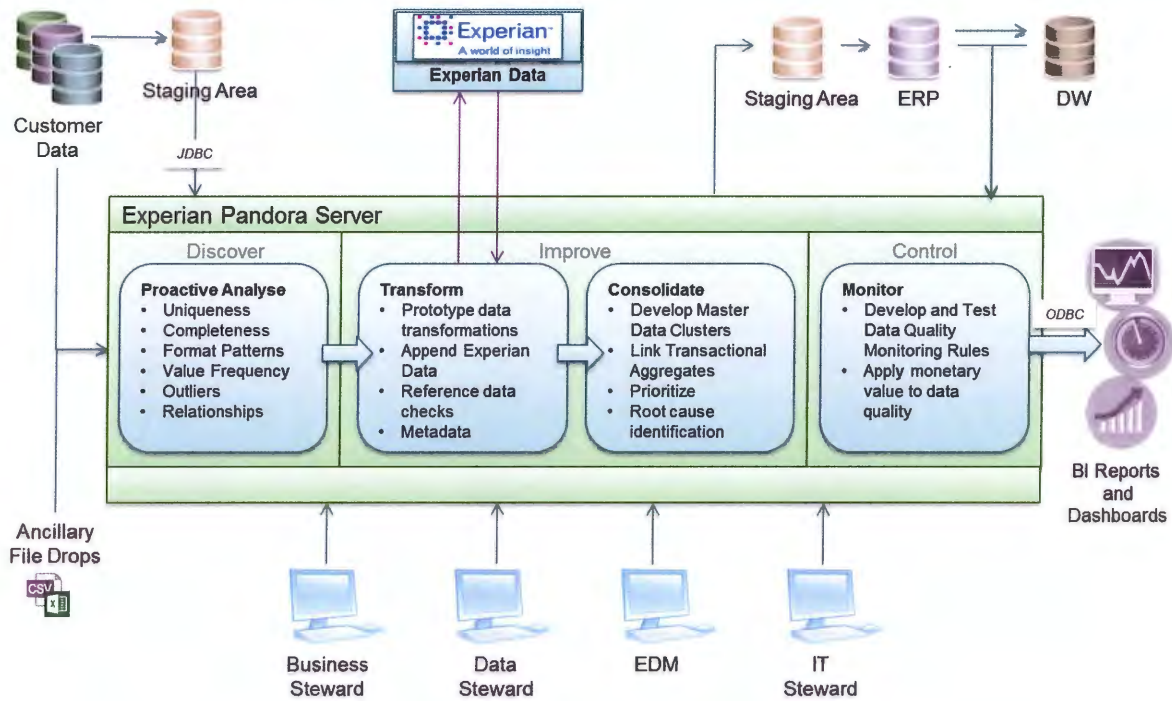 Experian™
A world of insight
Experian Data
Staging Area
Customer
Data
JDBC
Staging Area
ERP
DW
Experian Pandora Server
Discover
Improve
Control
Proactive Analyse
• Uniqueness
• Completeness
• Format Patterns
• Value Frequency
• Outliers
• Relationships
Transform
• Prototype data
transformations
• Append Experian
Data
• Reference data
checks
• Metadata
Consolidate
• Develop Master
Data Clusters
• Link Transactional
Aggregates
• Prioritize
• Root cause
identification
Monitor
• Develop and Test
Data Quality
Monitoring Rules
• Apply monetary
value to data
quality
ODBC
BI Reports
and
Dashboards
Ancillary
File Drops
CSV
X
Business
Steward
Data
Steward
EDM
IT
Steward